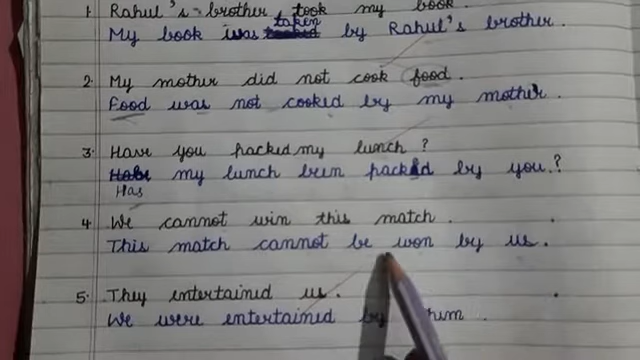 1. Rahul's brother took my book.
taken
My book was by Rahul's brother.
2. My mother did not cook food.
Food was not cooked by my mother.
3. Have you packed my lunch ?
my lunch been packed by you.?
Has
4. We cannot win this match.
This match cannot be won by us.
5. They entertained us.
We were entertained by them.